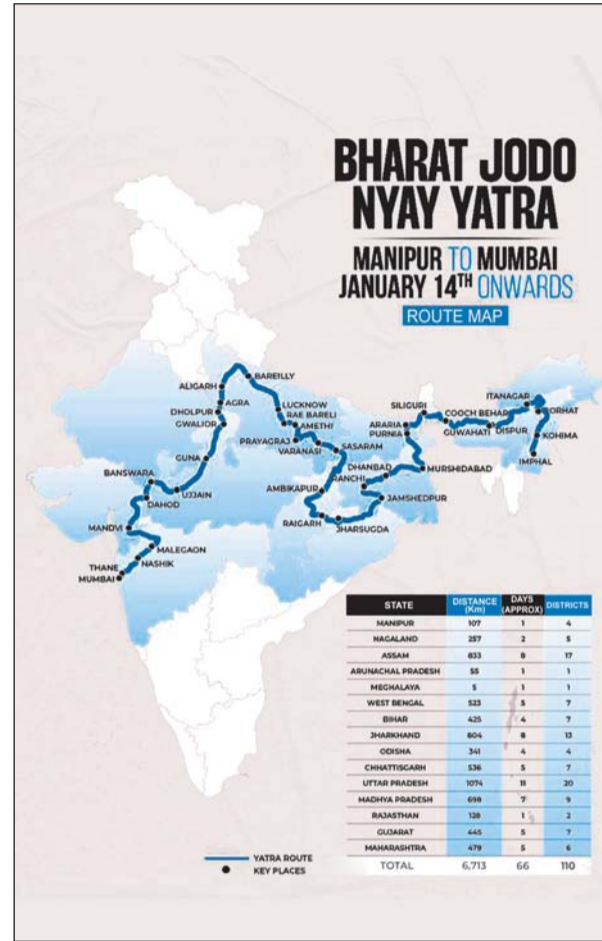 BHARAT JODO
NYAY YATRA
MANIPUR TO MUMBAI
JANUARY 14TH ONWARDS
ROUTE MAP
BAREILLY
ALIGARH
AGRA
LUCKNOW
ITANAGAR
DHOLPUR
RAE BARELI
SILIGURI
COOCH BEHAR
JORHAT
GWALIOR
AMETHI
ARARIA
PURNIA
GUWAHATI
DISPUR
PRAYAGRAJ
VARANASI
SASARAM
KOHIMA
GUNA
DHANBAD
IMPHAL
BANSWARA
RANCHI
MURSHIDABAD
UJJAIN
AMBIKAPUR
DAHOD
JAMSHEDPUR
MANDVI
RAIGARH
JHARSUGDA
MALEGAON
THANE
NASHIK
MUMBAI
STATE DISTANCE (Km) DAYS (APPROX) DISTRICTS
MANIPUR 107 1 4
NAGALAND 257 2 5
ASSAM 833 8 17
ARUNACHAL PRADESH 55 1 1
MEGHALAYA 5 1 1
WEST BENGAL 523 5 7
BIHAR 425 4 7
JHARKHAND 804 8 13
ODISHA 341 4 4
CHHATTISGARH 536 5 7
UTTAR PRADESH 1074 11 20
MADHYA PRADESH 698 7 9
RAJASTHAN 128 1 2
GUJARAT 445 5 7
MAHARASHTRA 479 5 6
TOTAL 6,713 66 110
YATRA ROUTE
KEY PLACES